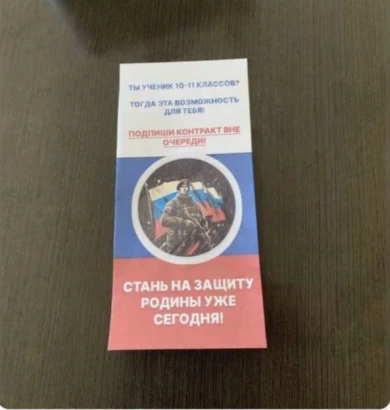 ТЫ УЧЕНИК 10-11 КЛАССОВ?
ТОГДА ЭТА ВОЗМОЖНОСТЬ
ДЛЯ ТЕБЯ!
ПОДПИШИ КОНТРАКТ ВНЕ
ОЧЕРЕДИ!
СТАНЬ НА ЗАЩИТУ
РОДИНЫ УЖЕ
СЕГОДНЯ!